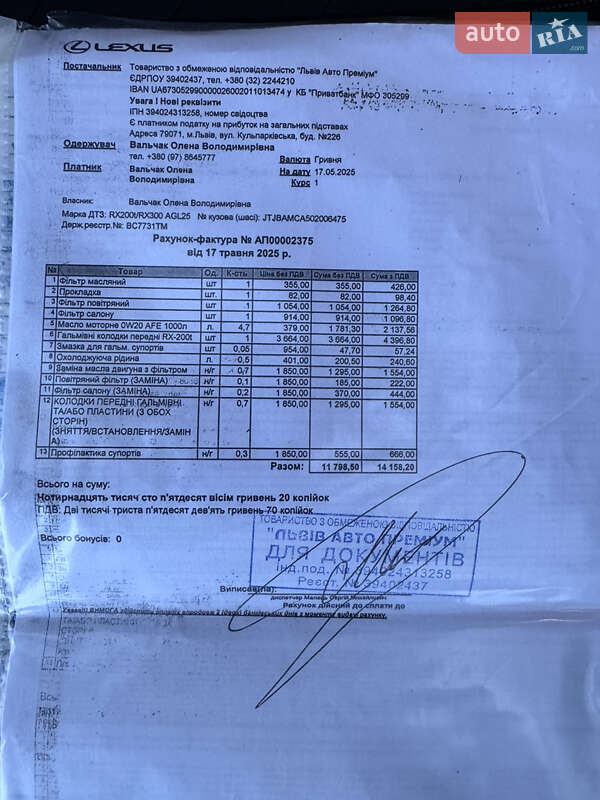 auto RIA.com
LEXUS
Постачальник Товариство з обмеженою відповідальністю "Львів Авто Преміум"
ЄДРПОУ 39402437, тел. +380 (32) 2244210
IBAN UA673052990000026002011013474 у КБ "Приватбанк" МФО 305299
Увага ! Нові реквізити
ІПН 394024313258, номер свідоцтва
Є платником податку на прибуток на загальних підставах
Адреса 79071, м.Львів, вул. Кульпарківська, буд. №226
Одержувач Вальчак Олена Володимирівна
тел. +380 (97) 8645777 Валюта Гривня
Платник Вальчак Олена Володимирівна На дату 17.05.2025
Курс 1
Власник: Вальчак Олена Володимирівна
Марка ДТЗ: RX200t/RX300 AGL25 № кузова (шасі): JTJBAMCA502006475
Держ.реєстр.№: BC7731TM
Рахунок-фактура № АП00002375
від 17 травня 2025 р.
№ Товар Од. К-сть Ціна без ПДВ Сума без ПДВ Сума з ПДВ
1 Фільтр масляний шт 1 355,00 355,00 426,00
2 Прокладка шт 1 82,00 82,00 98,40
3 Фільтр повітряний шт 1 1 054,00 1 054,00 1 264,80
4 Фільтр салону шт 1 914,00 914,00 1 096,80
5 Масло моторне 0W20 AFE 1000л л. 4,7 379,00 1 781,30 2 137,56
6 Гальмівні колодки передні RX-200t шт 1 3 664,00 3 664,00 4 396,80
7 Змазка для гальм. супортів шт 0,05 954,00 47,70 57,24
8 Охолоджуюча рідина л. 0,5 401,00 200,50 240,60
9 Заміна масла двигуна з фільтром н/г 0,7 1 850,00 1 295,00 1 554,00
10 Повітряний фільтр (ЗАМІНА) н/г 0,1 1 850,00 185,00 222,00
11 Фільтр салону (ЗАМІНА) н/г 0,2 1 850,00 370,00 444,00
12 КОЛОДКИ ПЕРЕДНІ ГАЛЬМІВНІ н/г 0,7 1 850,00 1 295,00 1 554,00
ТА/АБО ПЛАСТИНИ (З ОБОХ
СТОРІН)
(ЗНЯТТЯ/ВСТАНОВЛЕННЯ/ЗАМІН
А)
13 Профілактика супортів н/г 0,3 1 850,00 555,00 666,00
Разом: 11 798,50 14 158,20
Всього на суму:
Чотирнадцять тисяч сто п'ятдесят вісім гривень 20 копійок
ПДВ: Дві тисячі триста п'ятдесят дев'ять гривень 70 копійок
Всього бонусів: 0
ТОВАРИСТВО З ОБМЕЖЕНОЮ ВІДПОВІДАЛЬНІСТЮ
"ЛЬВІВ АВТО ПРЕМІУМ"
ДЛЯ ДОКУМЕНТІВ
інд.под. № 394024313258
Реєст. № 39402437
Виписав(ла):
диспетчер
Рахунок дійсний до сплати до
ТА/АБО ПЛАСТИНИ
СТОРІН